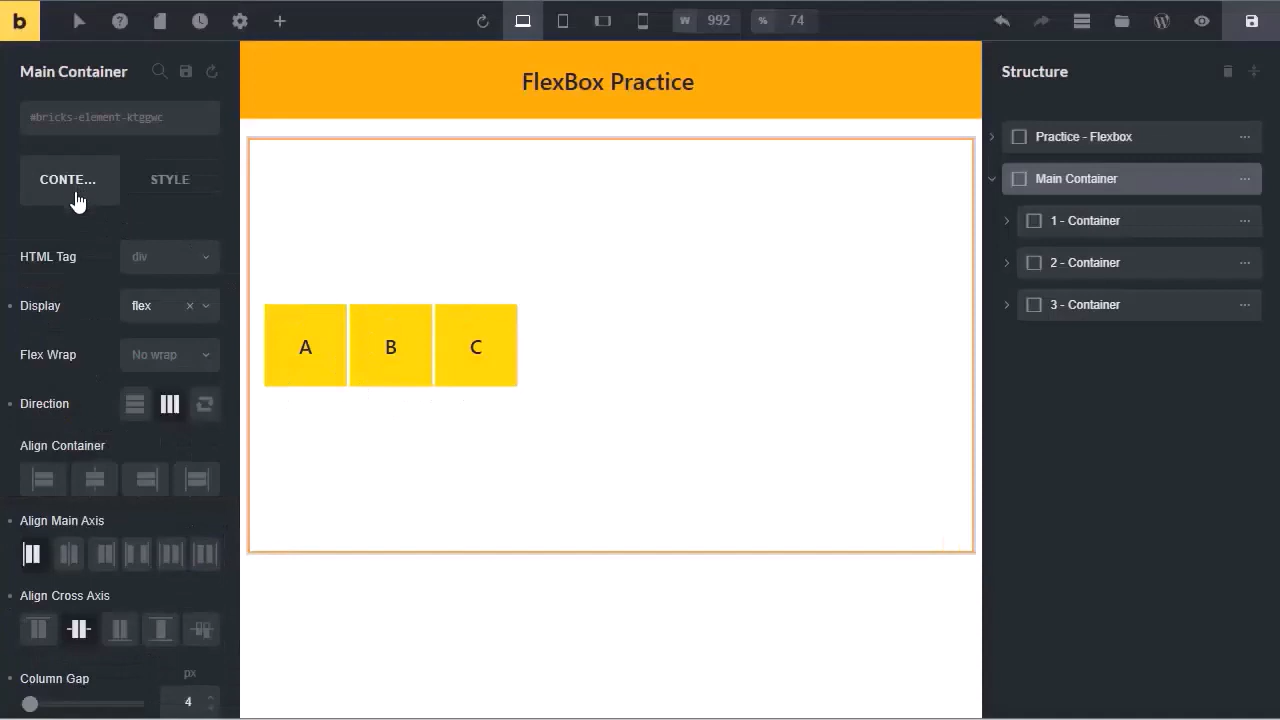 b
W 992
% 74
Main Container
#bricks-element-ktggwc
CONTE...
STYLE
HTML Tag
div
Display
flex
Flex Wrap
No wrap
Direction
Align Container
Align Main Axis
Align Cross Axis
Column Gap
px
4
FlexBox Practice
A B C
Structure
Practice - Flexbox
Main Container
1 - Container
2 - Container
3 - Container